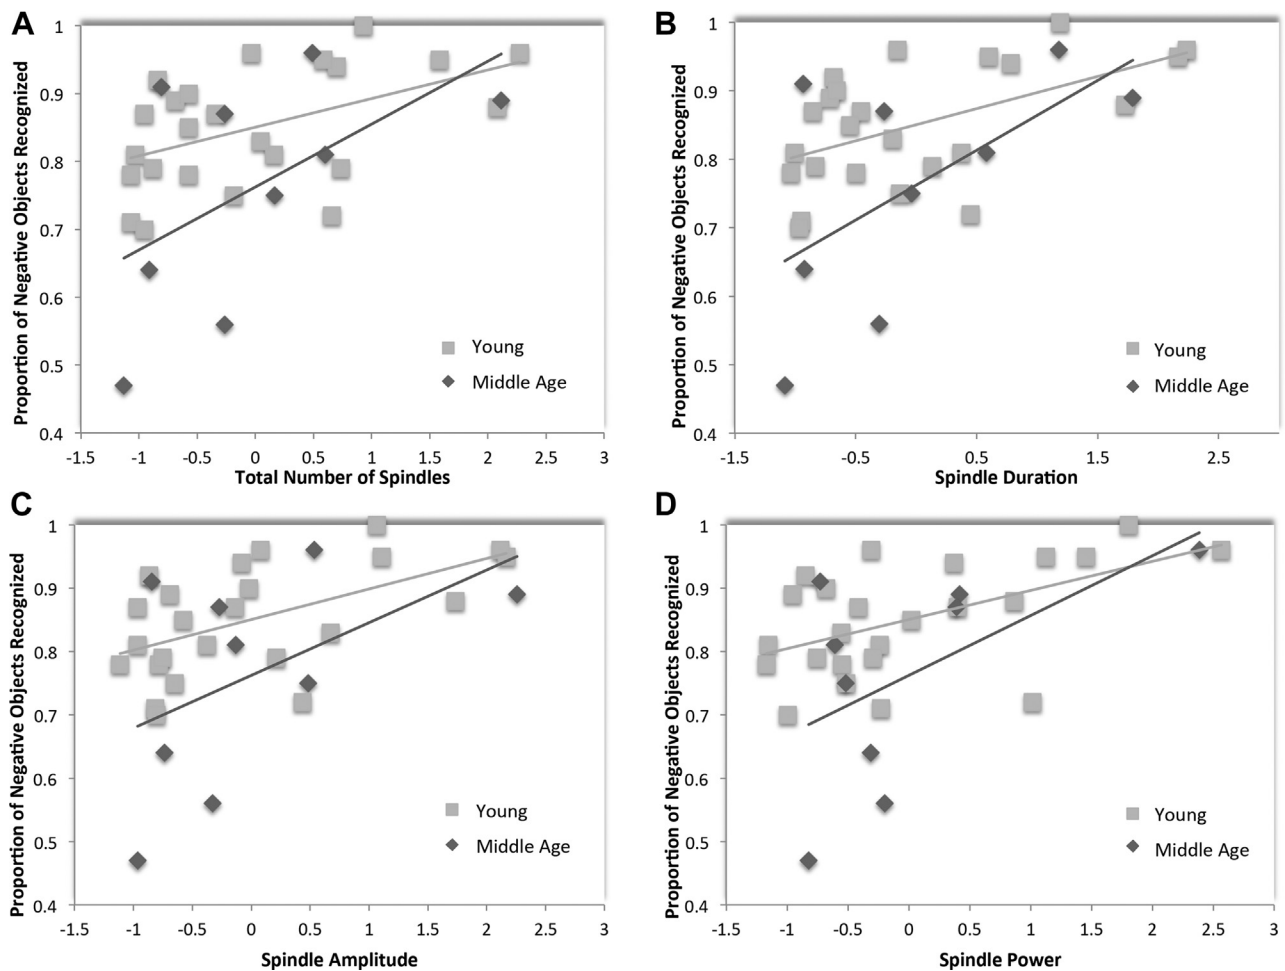 A
Proportion of Negative Objects Recognized
1
0.9
0.8
0.7
0.6
0.5
0.4
-1.5 -1 -0.5 0 0.5 1 1.5 2 2.5 3
Total Number of Spindles
Young
Middle Age
B
Proportion of Negative Objects Recognized
1
0.9
0.8
0.7
0.6
0.5
0.4
-1.5 -0.5 0.5 1.5 2.5
Spindle Duration
Young
Middle Age
C
Proportion of Negative Objects Recognized
1
0.9
0.8
0.7
0.6
0.5
0.4
-1.5 -1 -0.5 0 0.5 1 1.5 2 2.5 3
Spindle Amplitude
Young
Middle Age
D
Proportion of Negative Objects Recognized
1
0.9
0.8
0.7
0.6
0.5
0.4
-1.5 -1 -0.5 0 0.5 1 1.5 2 2.5 3
Spindle Power
Young
Middle Age